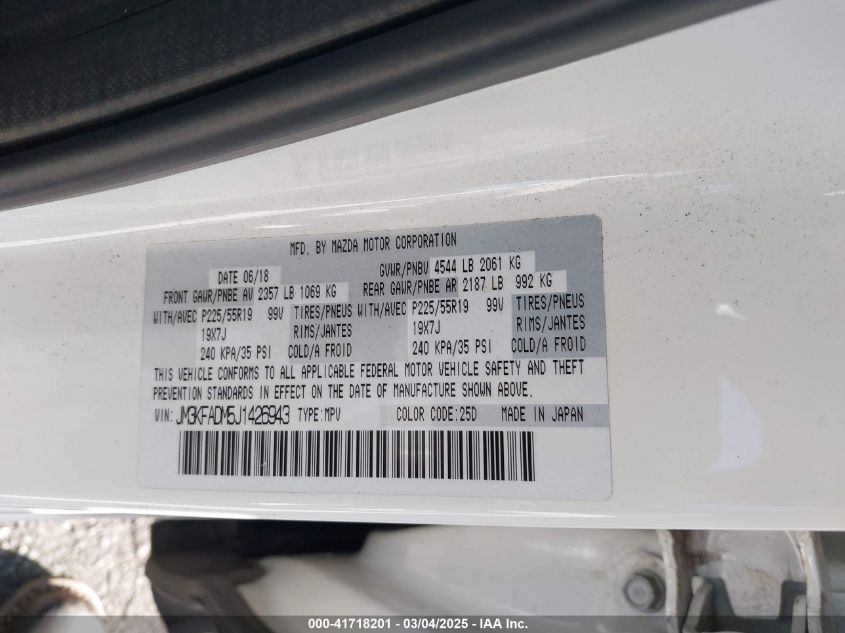 MFD. BY MAZDA MOTOR CORPORATION
DATE 06/18 GVWR/PNBV 4544 LB 2061 KG
FRONT GAWR/PNBE AV 2357 LB 1069 KG REAR GAWR/PNBE AR 2187 LB 992 KG
WITH/AVEC P225/55R19 99V TIRES/PNEUS WITH/AVEC P225/55R19 99V TIRES/PNEUS
19X7J RIMS/JANTES 19X7J RIMS/JANTES
240 KPA/35 PSI COLD/A FROID 240 KPA/35 PSI COLD/A FROID
THIS VEHICLE CONFORMS TO ALL APPLICABLE FEDERAL MOTOR VEHICLE SAFETY AND THEFT
PREVENTION STANDARDS IN EFFECT ON THE DATE OF MANUFACTURE SHOWN ABOVE.
VIN: JM3KFADM5J1426943 TYPE:MPV COLOR CODE:25D MADE IN JAPAN
000-41718201 - 03/04/2025 - IAA Inc.